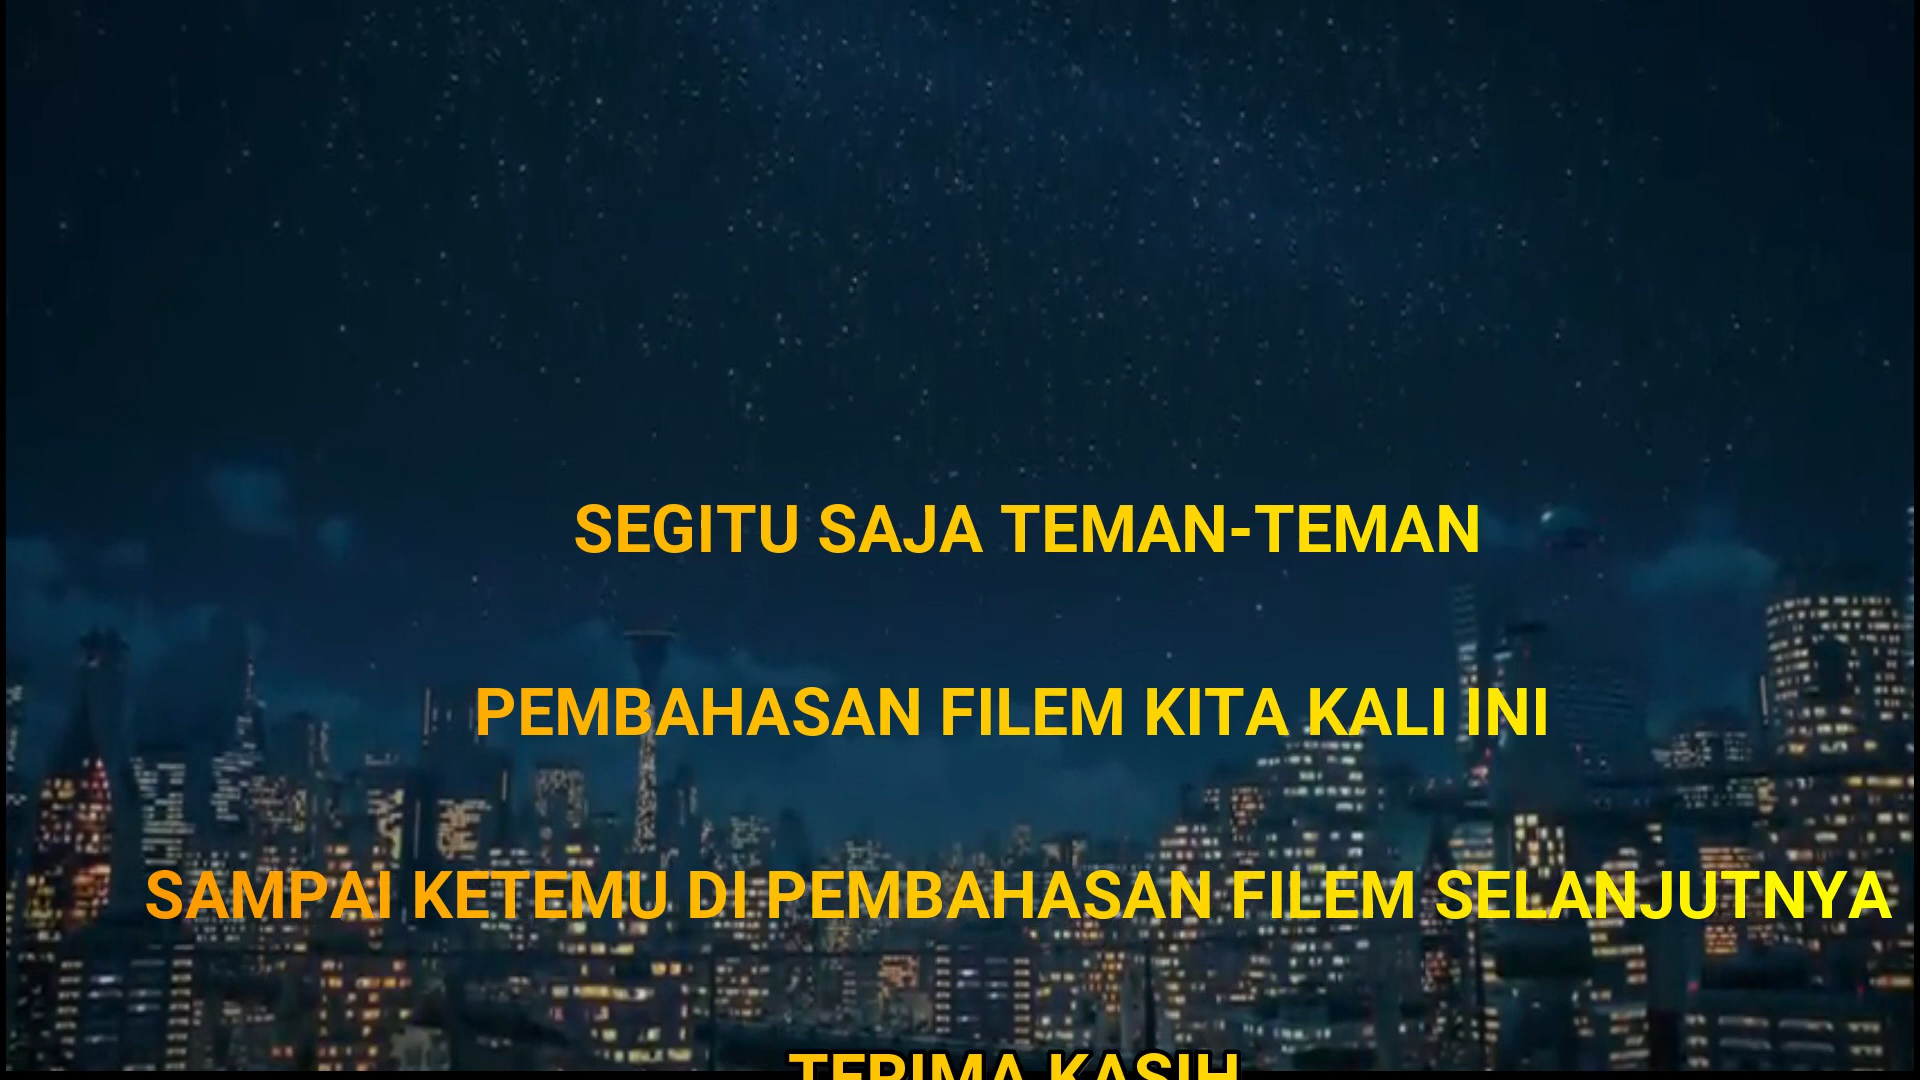 SEGITU SAJA TEMAN-TEMAN
PEMBAHASAN FILEM KITA KALI INI
SAMPAI KETEMU DI PEMBAHASAN FILEM SELANJUTNYA
TERIMA KASIH